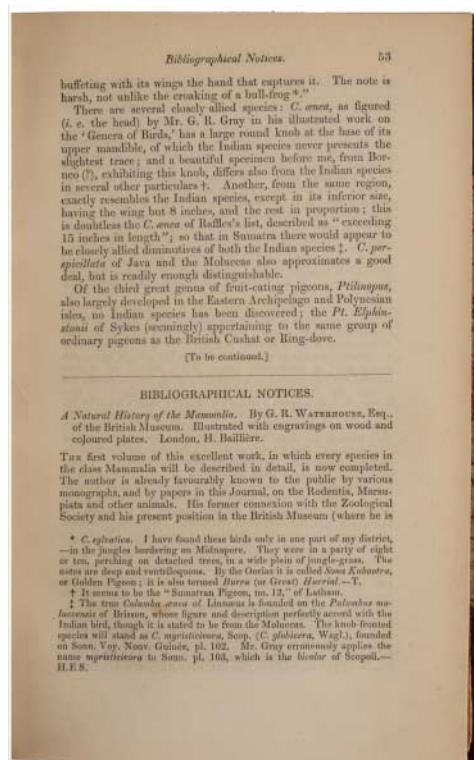 Bibliographical Notices. 53
buffeting with its wings the hand that captures it. The note is
harsh, not unlike the croaking of a bull-frog *."
There are several closely allied species: C. ænea, as figured
(i. e. the head) by Mr. G. R. Gray in his illustrated work on
the 'Genera of Birds,' has a large round knob at the base of its
upper mandible, of which the Indian species never presents the
slightest trace; and a beautiful specimen before me, from Bor-
neo (?), exhibiting this knob, differs also from the Indian species
in several other particulars †. Another, from the same region,
exactly resembles the Indian species, except in its inferior size,
having the wing but 8 inches, and the rest in proportion; this
is doubtless the C. ænea of Raffles's list, described as "exceeding
15 inches in length"; so that in Sumatra there would appear to
be closely allied diminutives of both the Indian species ‡. C. per-
spicillata of Java and the Moluccas also approximates a good
deal, but is readily enough distinguishable.
Of the third great genus of fruit-eating pigeons, Ptilinopus,
also largely developed in the Eastern Archipelago and Polynesian
isles, no Indian species has been discovered; the Pt. Elphin-
stonii of Sykes (seemingly) appertaining to the same group of
ordinary pigeons as the British Cushat or Ring-dove.
[To be continued.]
BIBLIOGRAPHICAL NOTICES.
A Natural History of the Mammalia. By G. R. WATERHOUSE, Esq.,
of the British Museum. Illustrated with engravings on wood and
coloured plates. London, H. Baillière.
THE first volume of this excellent work, in which every species in
the class Mammalia will be described in detail, is now completed.
The author is already favourably known to the public by various
monographs, and by papers in this Journal, on the Rodentia, Marsu-
piata and other animals. His former connexion with the Zoological
Society and his present position in the British Museum (where he is
* C. sylvatica. I have found these birds only in one part of my district,
—in the jungles bordering on Midnapore. They were in a party of eight
or ten, perching on detached trees, in a wide plein of jungle-grass. The
notes are deep and ventriloquous. By the Oorias it is called Sona Kubootra,
or Golden Pigeon; it is also termed Burra (or Great) Hurrial.—T.
† It seems to be the "Sumatran Pigeon, no. 12," of Latham.
‡ The true Columba ænea of Linnæus is founded on the Palumbus mo-
luccensis of Brisson, whose figure and description perfectly accord with the
Indian bird, though it is stated to be from the Moluccas. The knob-fronted
species will stand as C. myristicivora, Scop. (C. globicera, Wagl.), founded
on Sonn. Voy. Nouv. Guinée, pl. 102. Mr. Gray erroneously applies the
name myristicivora to Sonn. pl. 103, which is the bicolor of Scopoli.—
H.E.S.